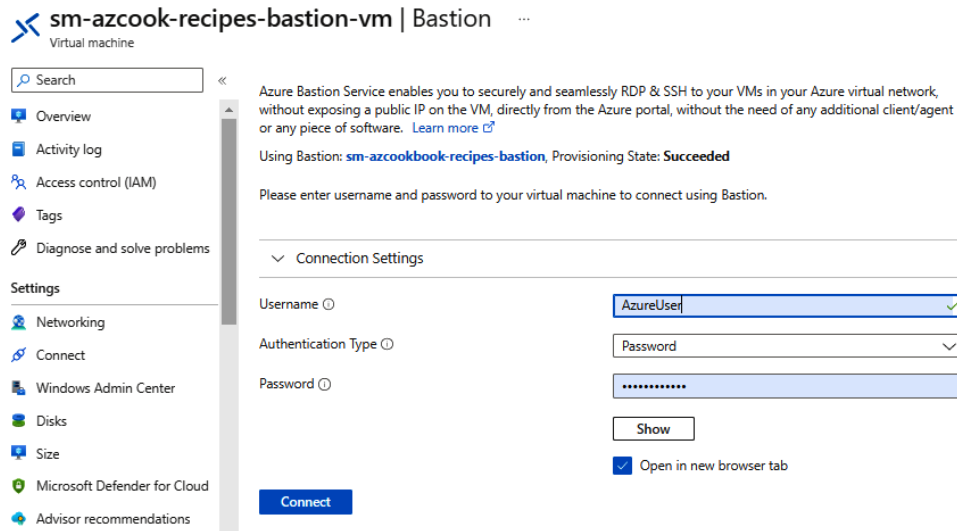 sm-azcook-recipes-bastion-vm | Bastion ...
Virtual machine
Search «
Overview
Activity log
Access control (IAM)
Tags
Diagnose and solve problems
Settings
Networking
Connect
Windows Admin Center
Disks
Size
Microsoft Defender for Cloud
Advisor recommendations
Azure Bastion Service enables you to securely and seamlessly RDP & SSH to your VMs in your Azure virtual network,
without exposing a public IP on the VM, directly from the Azure portal, without the need of any additional client/agent
or any piece of software. Learn more
Using Bastion: sm-azcookbook-recipes-bastion, Provisioning State: Succeeded
Please enter username and password to your virtual machine to connect using Bastion.
Connection Settings
Username AzureUser
Authentication Type Password
Password ••••••••••••
Show
Open in new browser tab
Connect